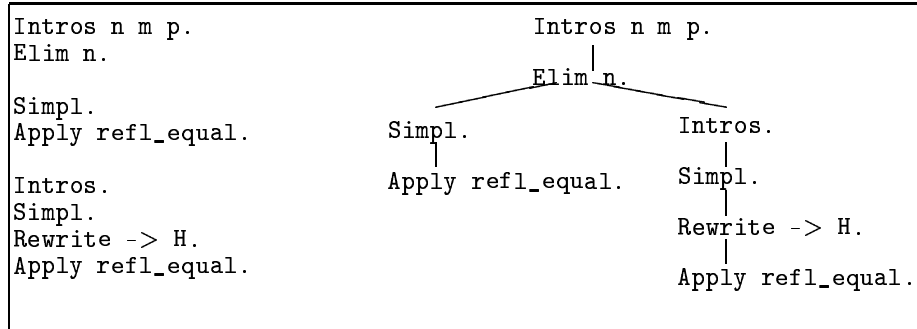 Intros n m p.
Elim n.
Simpl.
Apply refl_equal.
Intros.
Simpl.
Rewrite -> H.
Apply refl_equal.
Intros n m p.
Elim n.
Simpl.
Apply refl_equal.
Intros.
Simpl.
Rewrite -> H.
Apply refl_equal.